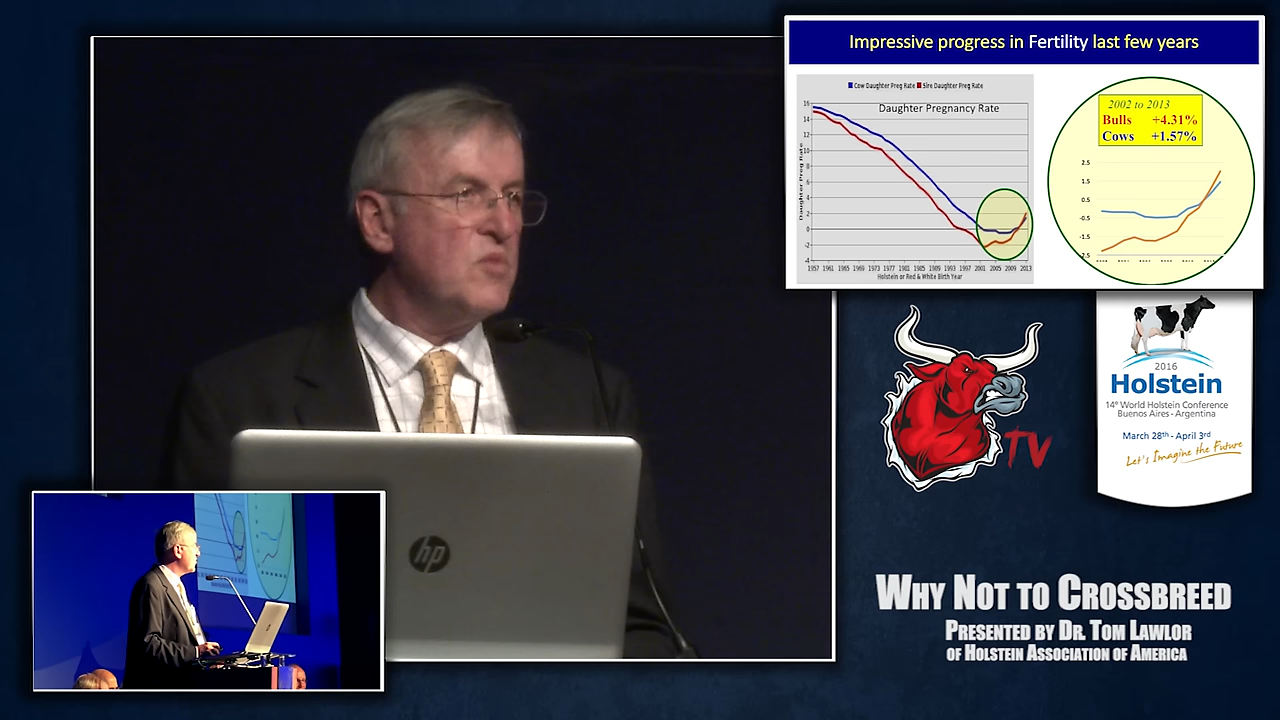 Impressive progress in Fertility last few years
Cow Daughter Preg Rate Sire Daughter Preg Rate
Daughter Pregnancy Rate
Daughter Preg Rate
16
14
12
10
8
6
4
2
0
-2
-4
1957 1961 1965 1969 1973 1977 1981 1985 1989 1993 1997 2001 2005 2009 2013
Holstein or Red & White Birth Year
2002 to 2013
Bulls +4.31%
Cows +1.57%
2.5
1.5
0.5
-0.5
-1.5
2.5
TV
2016
Holstein
14º World Holstein Conference
Buenos Aires - Argentina
March 28th - April 3rd
Let's Imagine the Future
hp
WHY NOT TO CROSSBREED
PRESENTED BY DR. TOM LAWLOR
OF HOLSTEIN ASSOCIATION OF AMERICA